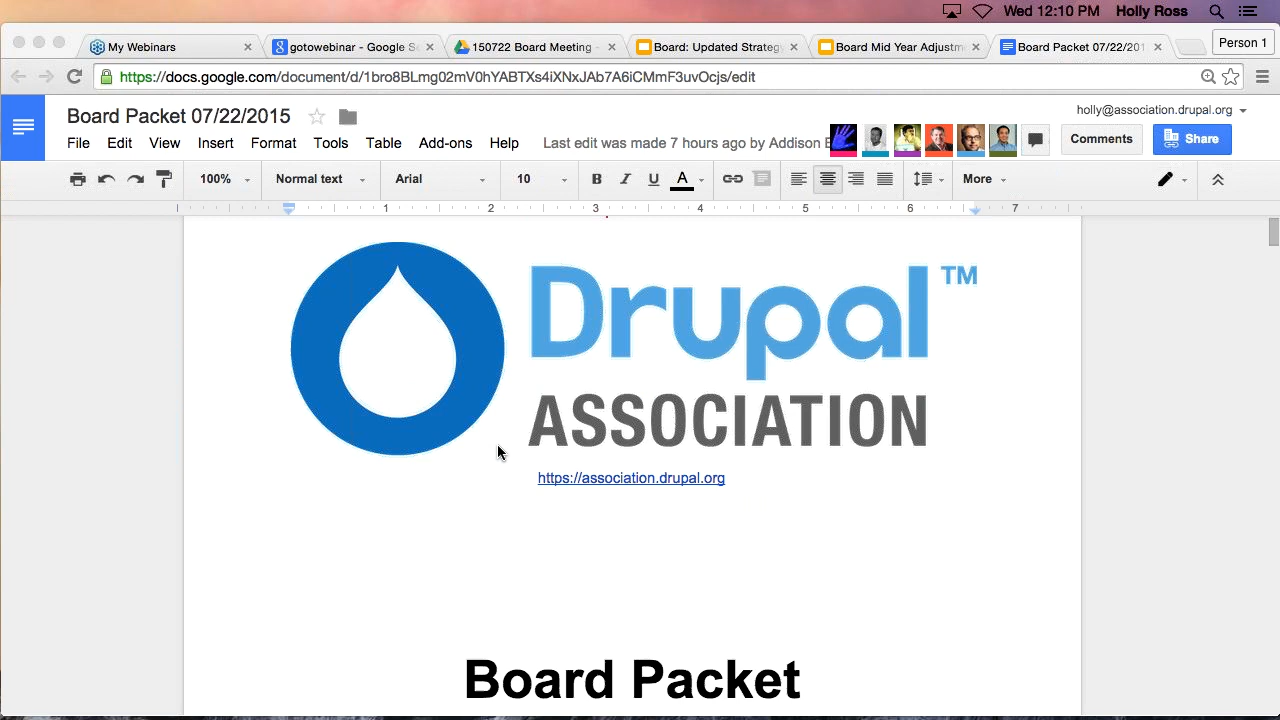 Wed 12:10 PM Holly Ross
My Webinars
gotowebinar - Google Se
150722 Board Meeting -
Board: Updated Strateg
Board Mid Year Adjustm
Board Packet 07/22/201
Person 1
https://docs.google.com/document/d/1bro8BLmg02mV0hYABTXs4iXNxJAb7A6iCMmF3uvOcjs/edit
Board Packet 07/22/2015
holly@association.drupal.org
File Edit View Insert Format Tools Table Add-ons Help Last edit was made 7 hours ago by Addison
Comments Share
100% Normal text Arial 10 B I U A More
1 2 3 4 5 6 7
Drupal TM
ASSOCIATION
https://association.drupal.org
Board Packet